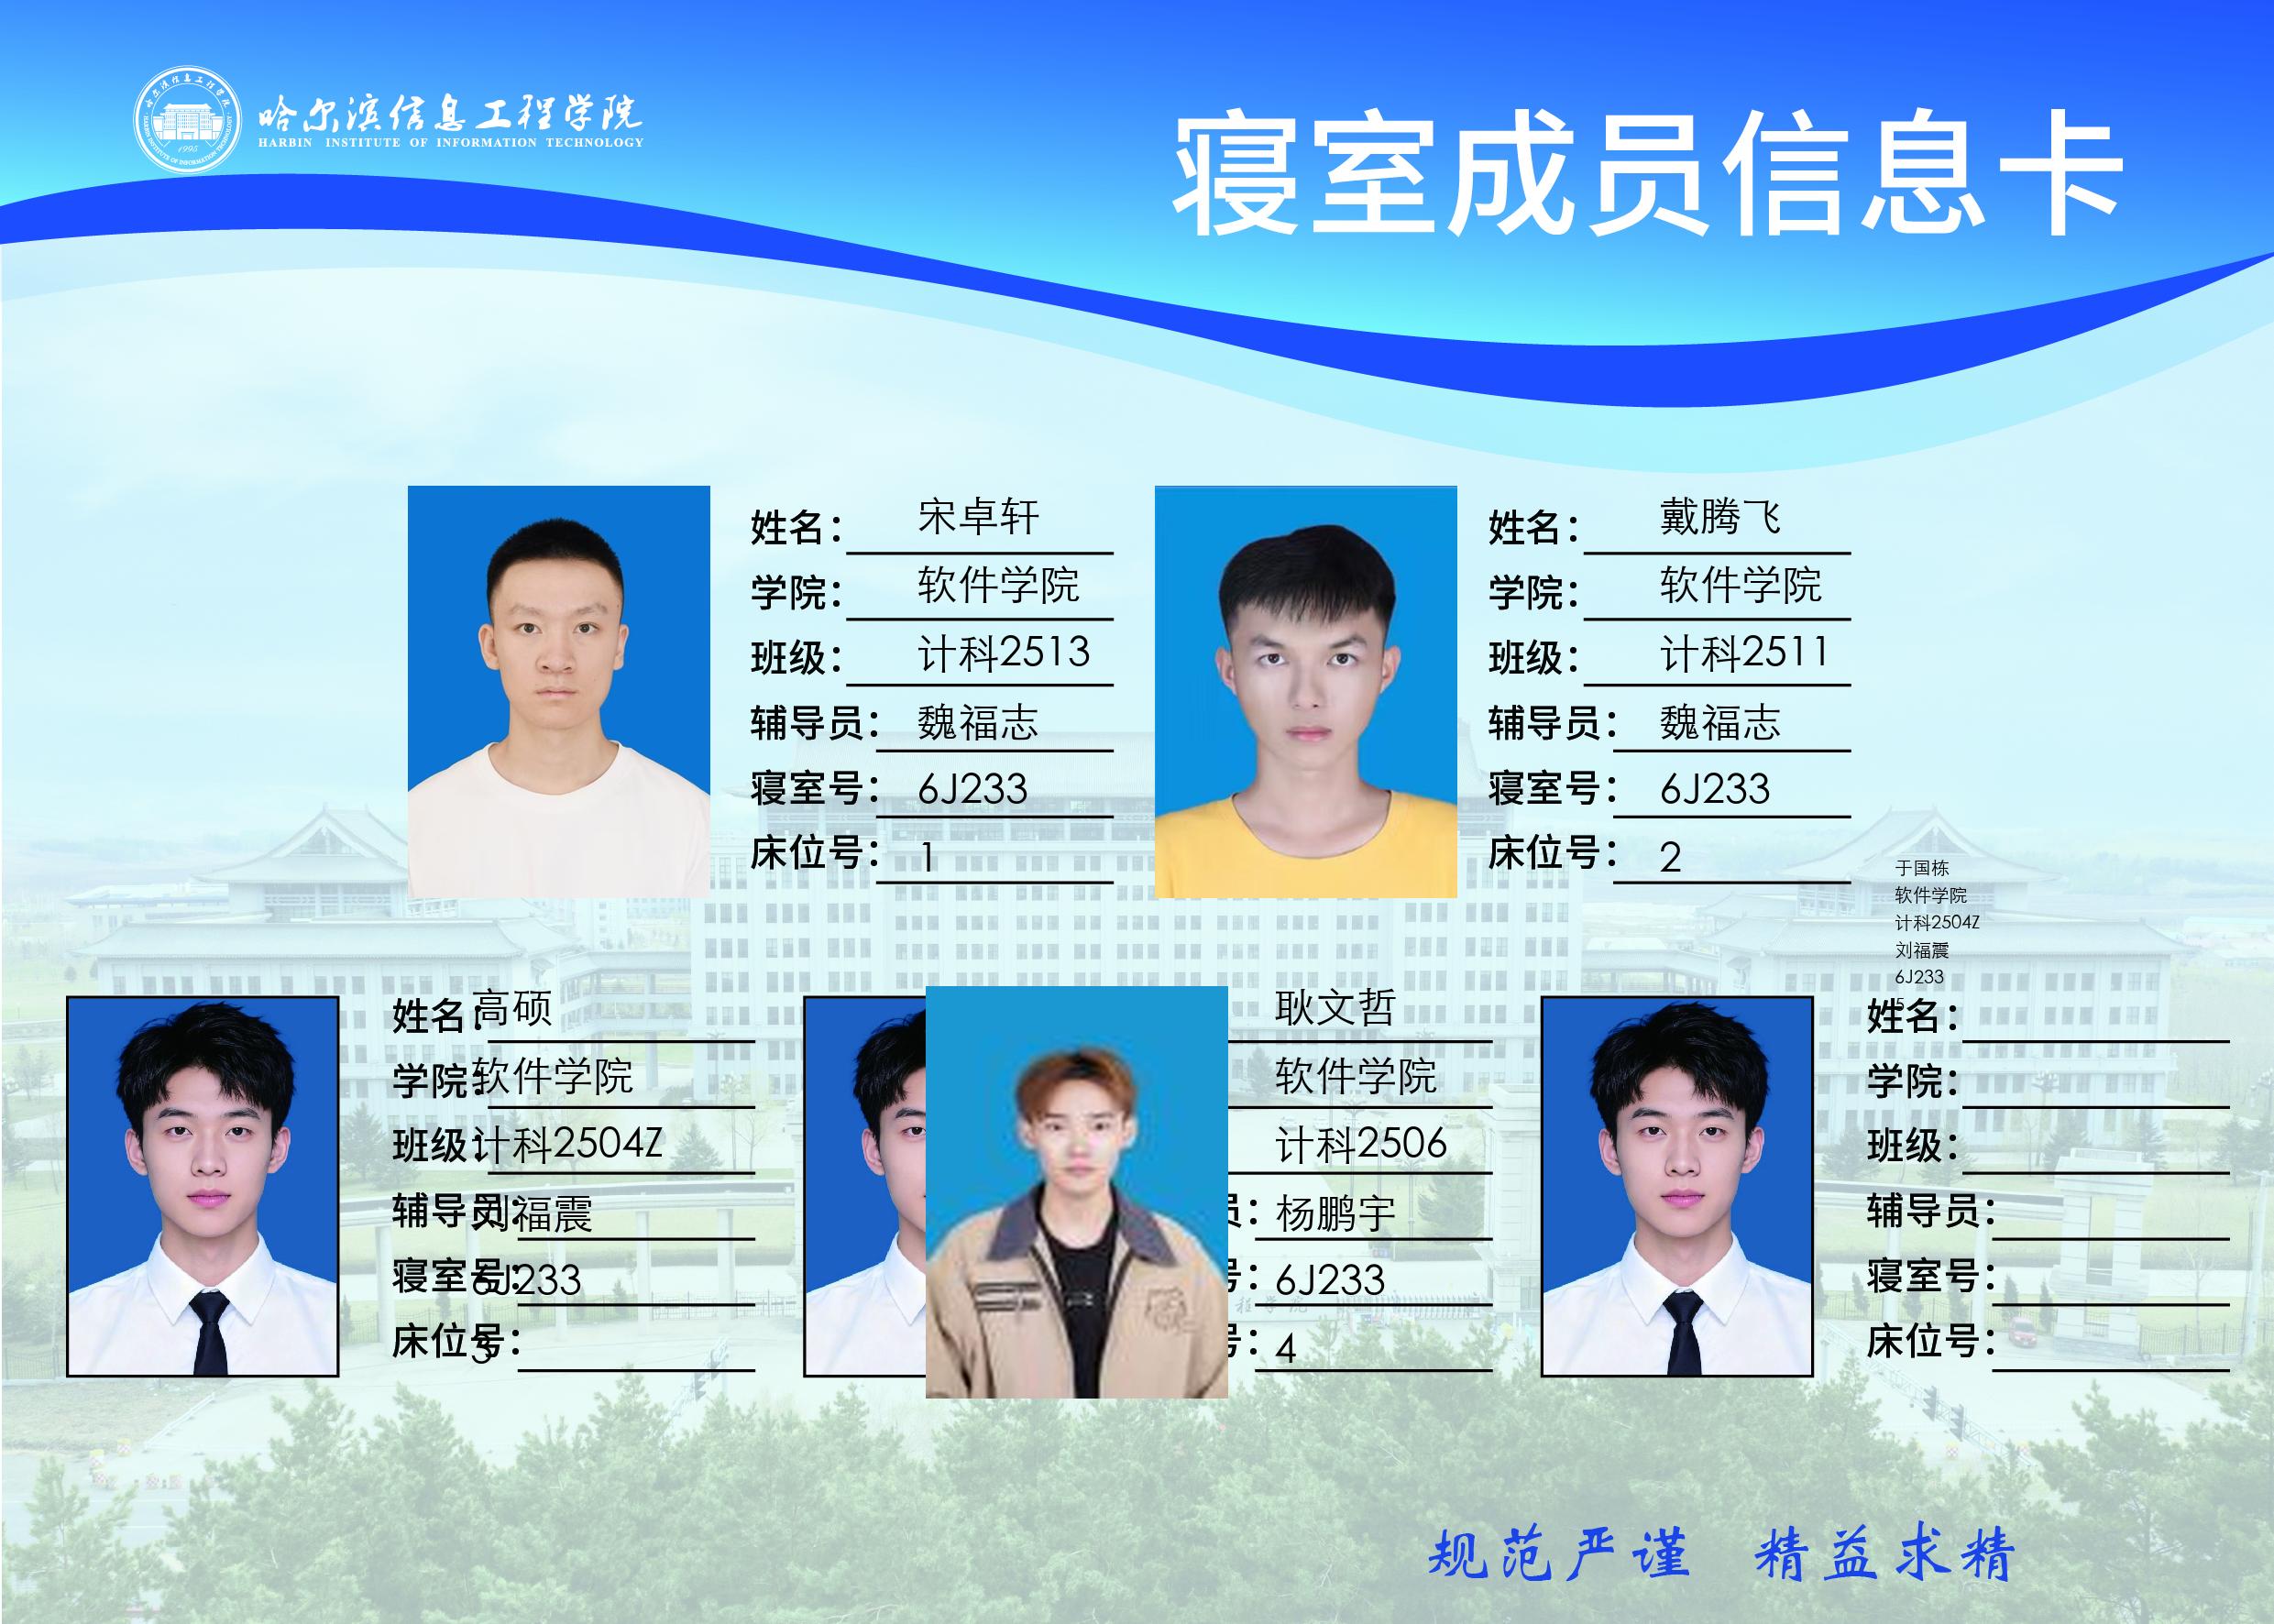 哈尔滨信息工程学院
HARBIN INSTITUTE OF INFORMATION TECHNOLOGY
1995
寝室成员信息卡
姓名： 宋卓轩
学院： 软件学院
班级： 计科2513
辅导员： 魏福志
寝室号： 6J233
床位号： 1
姓名： 戴腾飞
学院： 软件学院
班级： 计科2511
辅导员： 魏福志
寝室号： 6J233
床位号： 2
于国栋
软件学院
计科2504Z
刘福震
6J233
5
姓名： 高硕
学院： 软件学院
班级： 计科2504Z
辅导员： 刘福震
寝室号： 6J233
床位号： 3
耿文哲
软件学院
计科2506
员： 杨鹏宇
号： 6J233
号： 4
姓名：
学院：
班级：
辅导员：
寝室号：
床位号：
规范严谨 精益求精